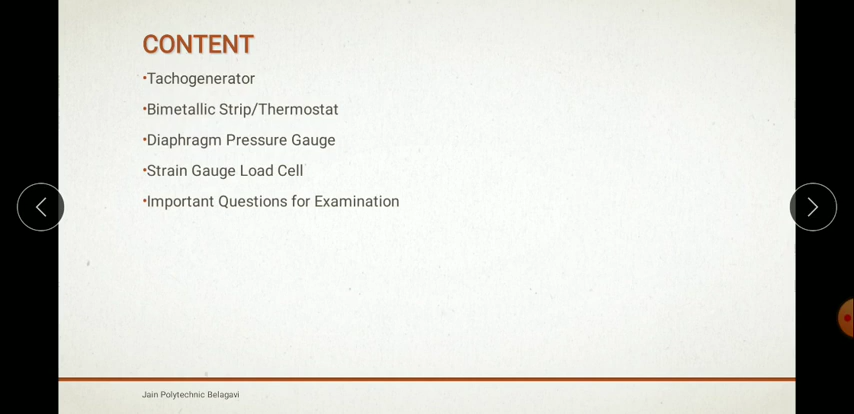 CONTENT
•Tachogenerator
•Bimetallic Strip/Thermostat
•Diaphragm Pressure Gauge
•Strain Gauge Load Cell
•Important Questions for Examination
Jain Polytechnic Belagavi